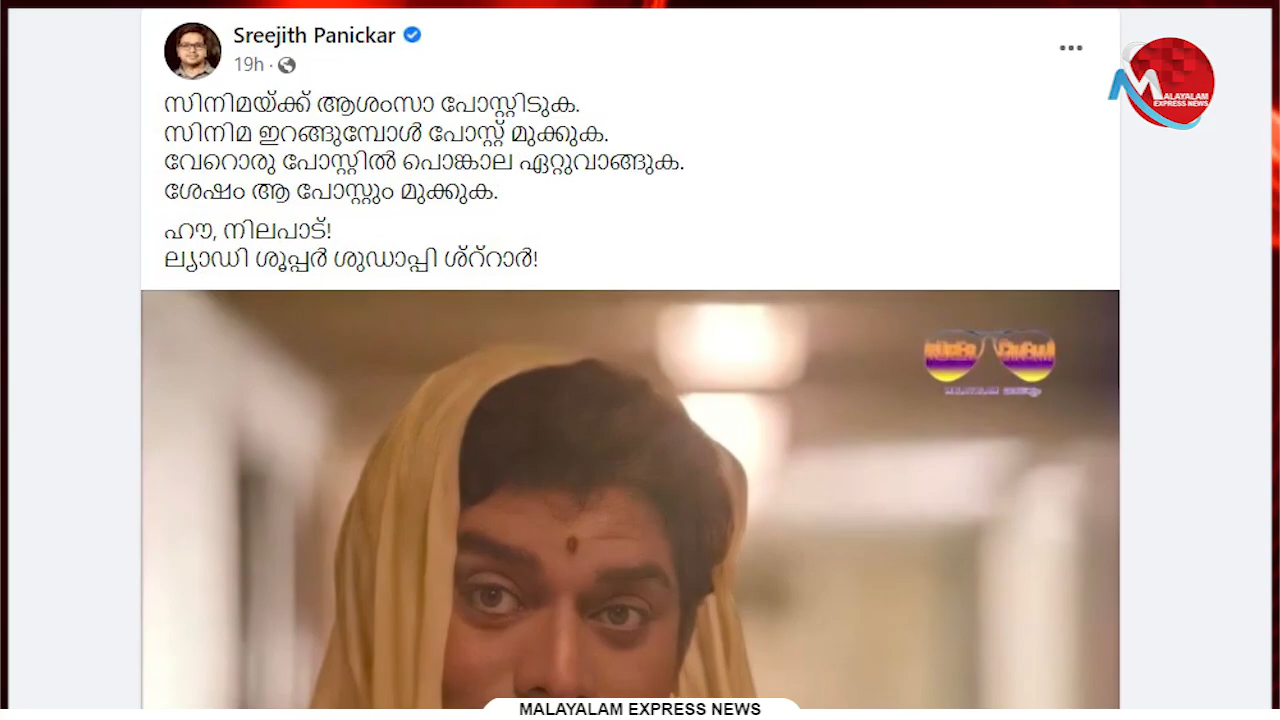 Sreejith Panickar
19h ·
സിനിമയ്ക്ക് ആശംസാ പോസ്റ്റിടുക.
സിനിമ ഇറങ്ങുമ്പോൾ പോസ്റ്റ് മുക്കുക.
വേറൊരു പോസ്റ്റിൽ പൊങ്കാല ഏറ്റുവാങ്ങുക.
ശേഷം ആ പോസ്റ്റും മുക്കുക.
ഹൗ, നിലപാട്!
ല്യാഡി ശൂപ്പർ ശുഡാപ്പി ശ്റ്റാർ!
MALAYALAM
EXPRESS NEWS
MALAYALAM EXPRESS NEWS